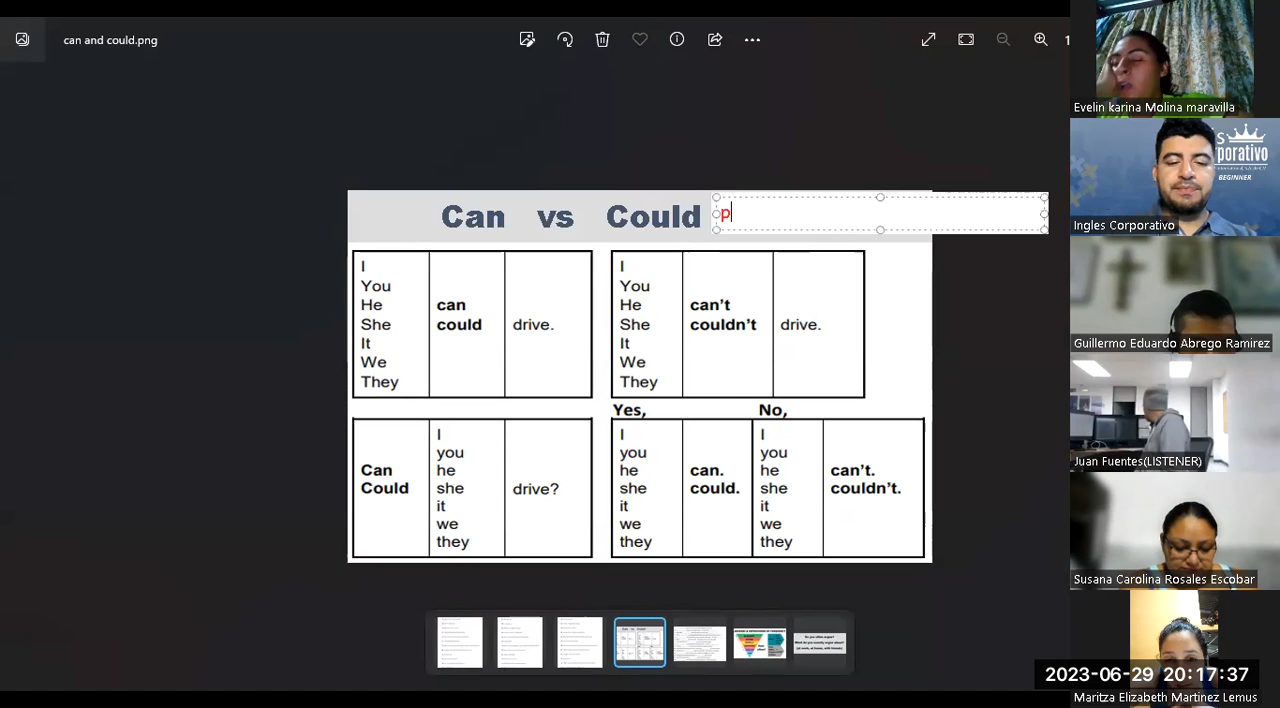 can and could.png
1
Evelin karina Molina maravilla
Can vs Could
p
I
You
He
She
It
We
They
can
could
drive.
I
You
He
She
It
We
They
can't
couldn't
drive.
Can
Could
I
you
he
she
it
we
they
drive?
Yes,
I
you
he
she
it
we
they
can.
could.
No,
I
you
he
she
it
we
they
can't.
couldn't.
porativo
BEGINNER
Ingles Corporativo
Guillermo Eduardo Abrego Ramirez
Juan Fuentes(LISTENER)
Susana Carolina Rosales Escobar
2023-06-29 20:17:37
Maritza Elizabeth Martinez Lemus